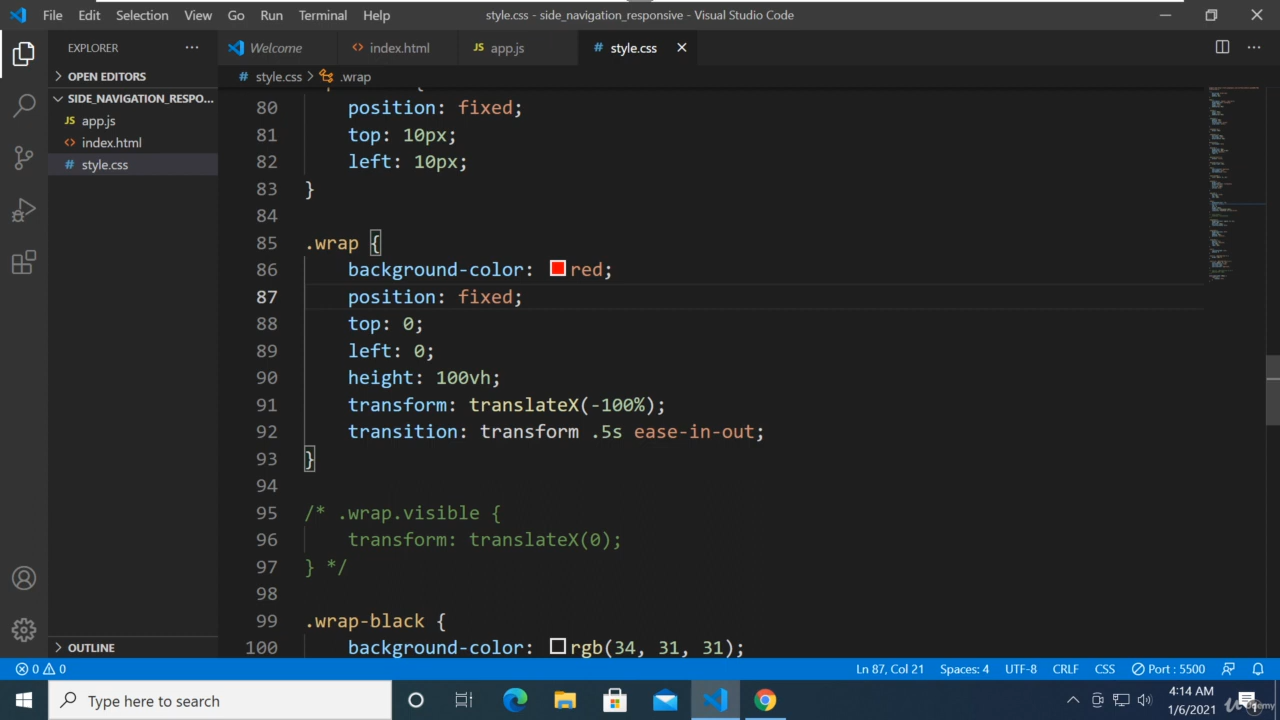 File Edit Selection View Go Run Terminal Help
style.css - side_navigation_responsive - Visual Studio Code
EXPLORER
Welcome
index.html
app.js
style.css
OPEN EDITORS
SIDE_NAVIGATION_RESPO...
app.js
index.html
style.css
style.css > .wrap
80 position: fixed;
81 top: 10px;
82 left: 10px;
83 }
84
85 .wrap {
86 background-color: red;
87 position: fixed;
88 top: 0;
89 left: 0;
90 height: 100vh;
91 transform: translateX(-100%);
92 transition: transform .5s ease-in-out;
93 }
94
95 /* .wrap.visible {
96 transform: translateX(0);
97 } */
98
99 .wrap-black {
100 background-color: rgb(34, 31, 31);
OUTLINE
0 0
Ln 87, Col 21 Spaces: 4 UTF-8 CRLF CSS Port : 5500
Type here to search
4:14 AM
1/6/2021
Udemy